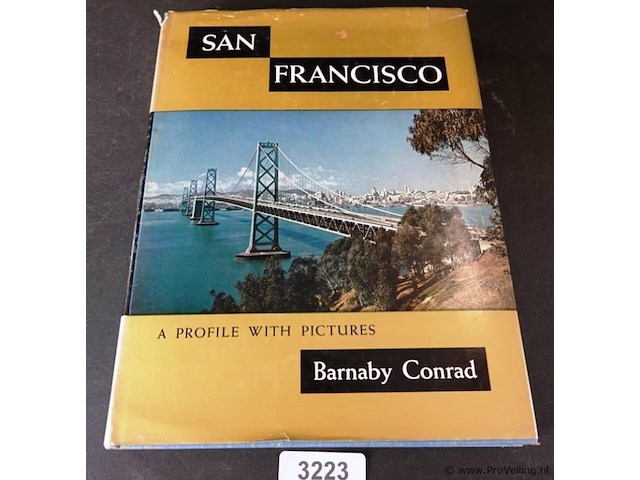 SAN
FRANCISCO
A PROFILE WITH PICTURES
Barnaby Conrad
3223
© www.ProVeiling.nl